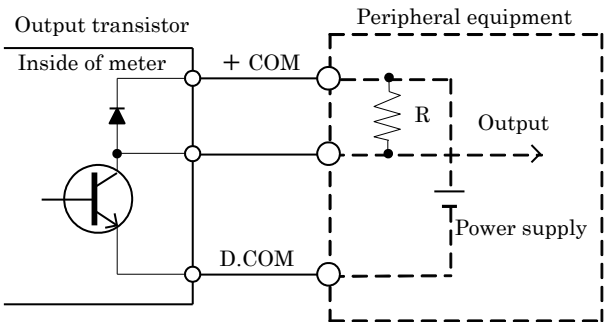 Output transistor
Peripheral equipment
Inside of meter
+ COM
R
Output
Power supply
D.COM